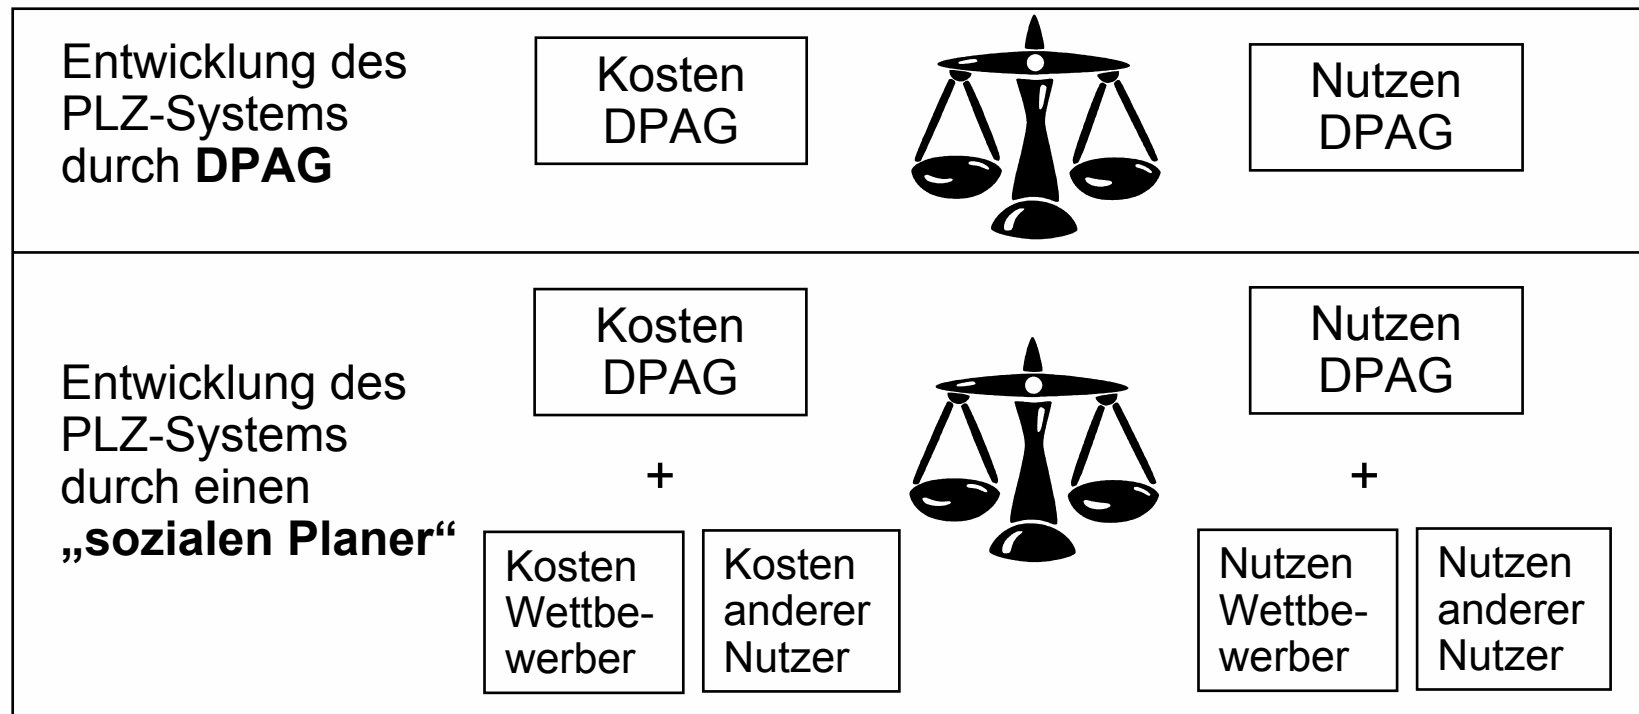 Entwicklung des
PLZ-Systems
durch DPAG
Kosten
DPAG
Nutzen
DPAG
Entwicklung des
PLZ-Systems
durch einen
„sozialen Planer“
Kosten
DPAG
+
Kosten
Wettbe-
werber
Kosten
anderer
Nutzer
Nutzen
DPAG
+
Nutzen
Wettbe-
werber
Nutzen
anderer
Nutzer